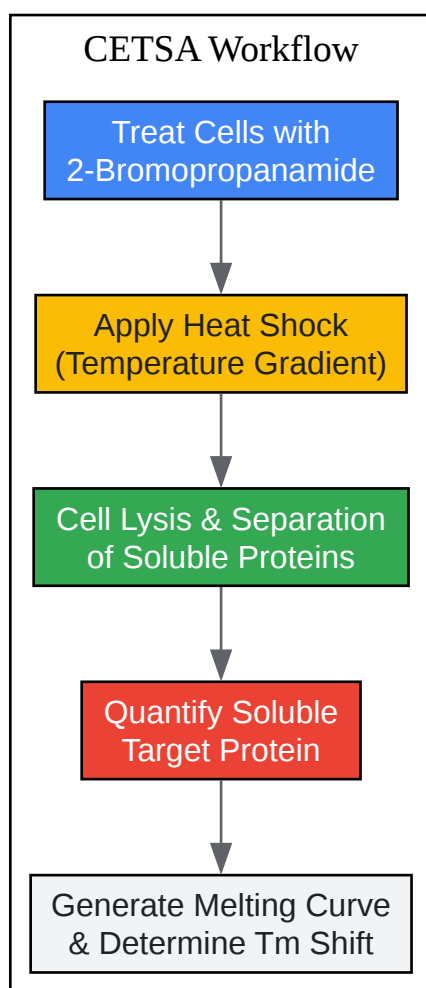 CETSA Workflow
Treat Cells with
2-Bromopropanamide
Apply Heat Shock
(Temperature Gradient)
Cell Lysis & Separation
of Soluble Proteins
Quantify Soluble
Target Protein
Generate Melting Curve
& Determine Tm Shift